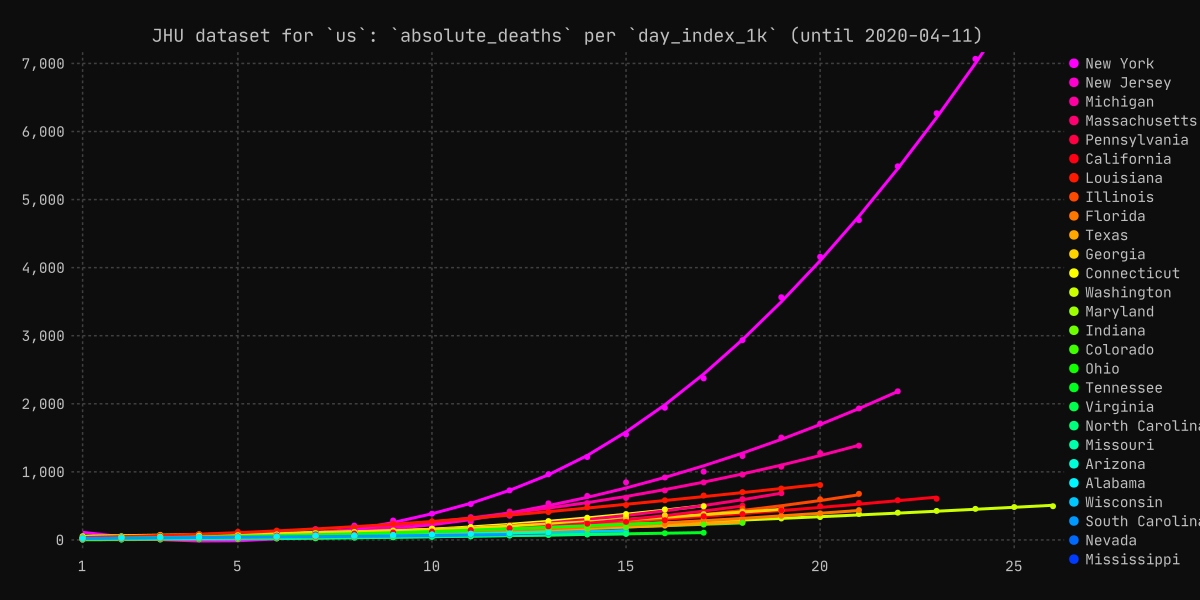 JHU dataset for `us`: `absolute_deaths` per `day_index_1k` (until 2020-04-11)
7,000
6,000
5,000
4,000
3,000
2,000
1,000
0
1 5 10 15 20 25
New York
New Jersey
Michigan
Massachusetts
Pennsylvania
California
Louisiana
Illinois
Florida
Texas
Georgia
Connecticut
Washington
Maryland
Indiana
Colorado
Ohio
Tennessee
Virginia
North Carolina
Missouri
Arizona
Alabama
Wisconsin
South Carolina
Nevada
Mississippi